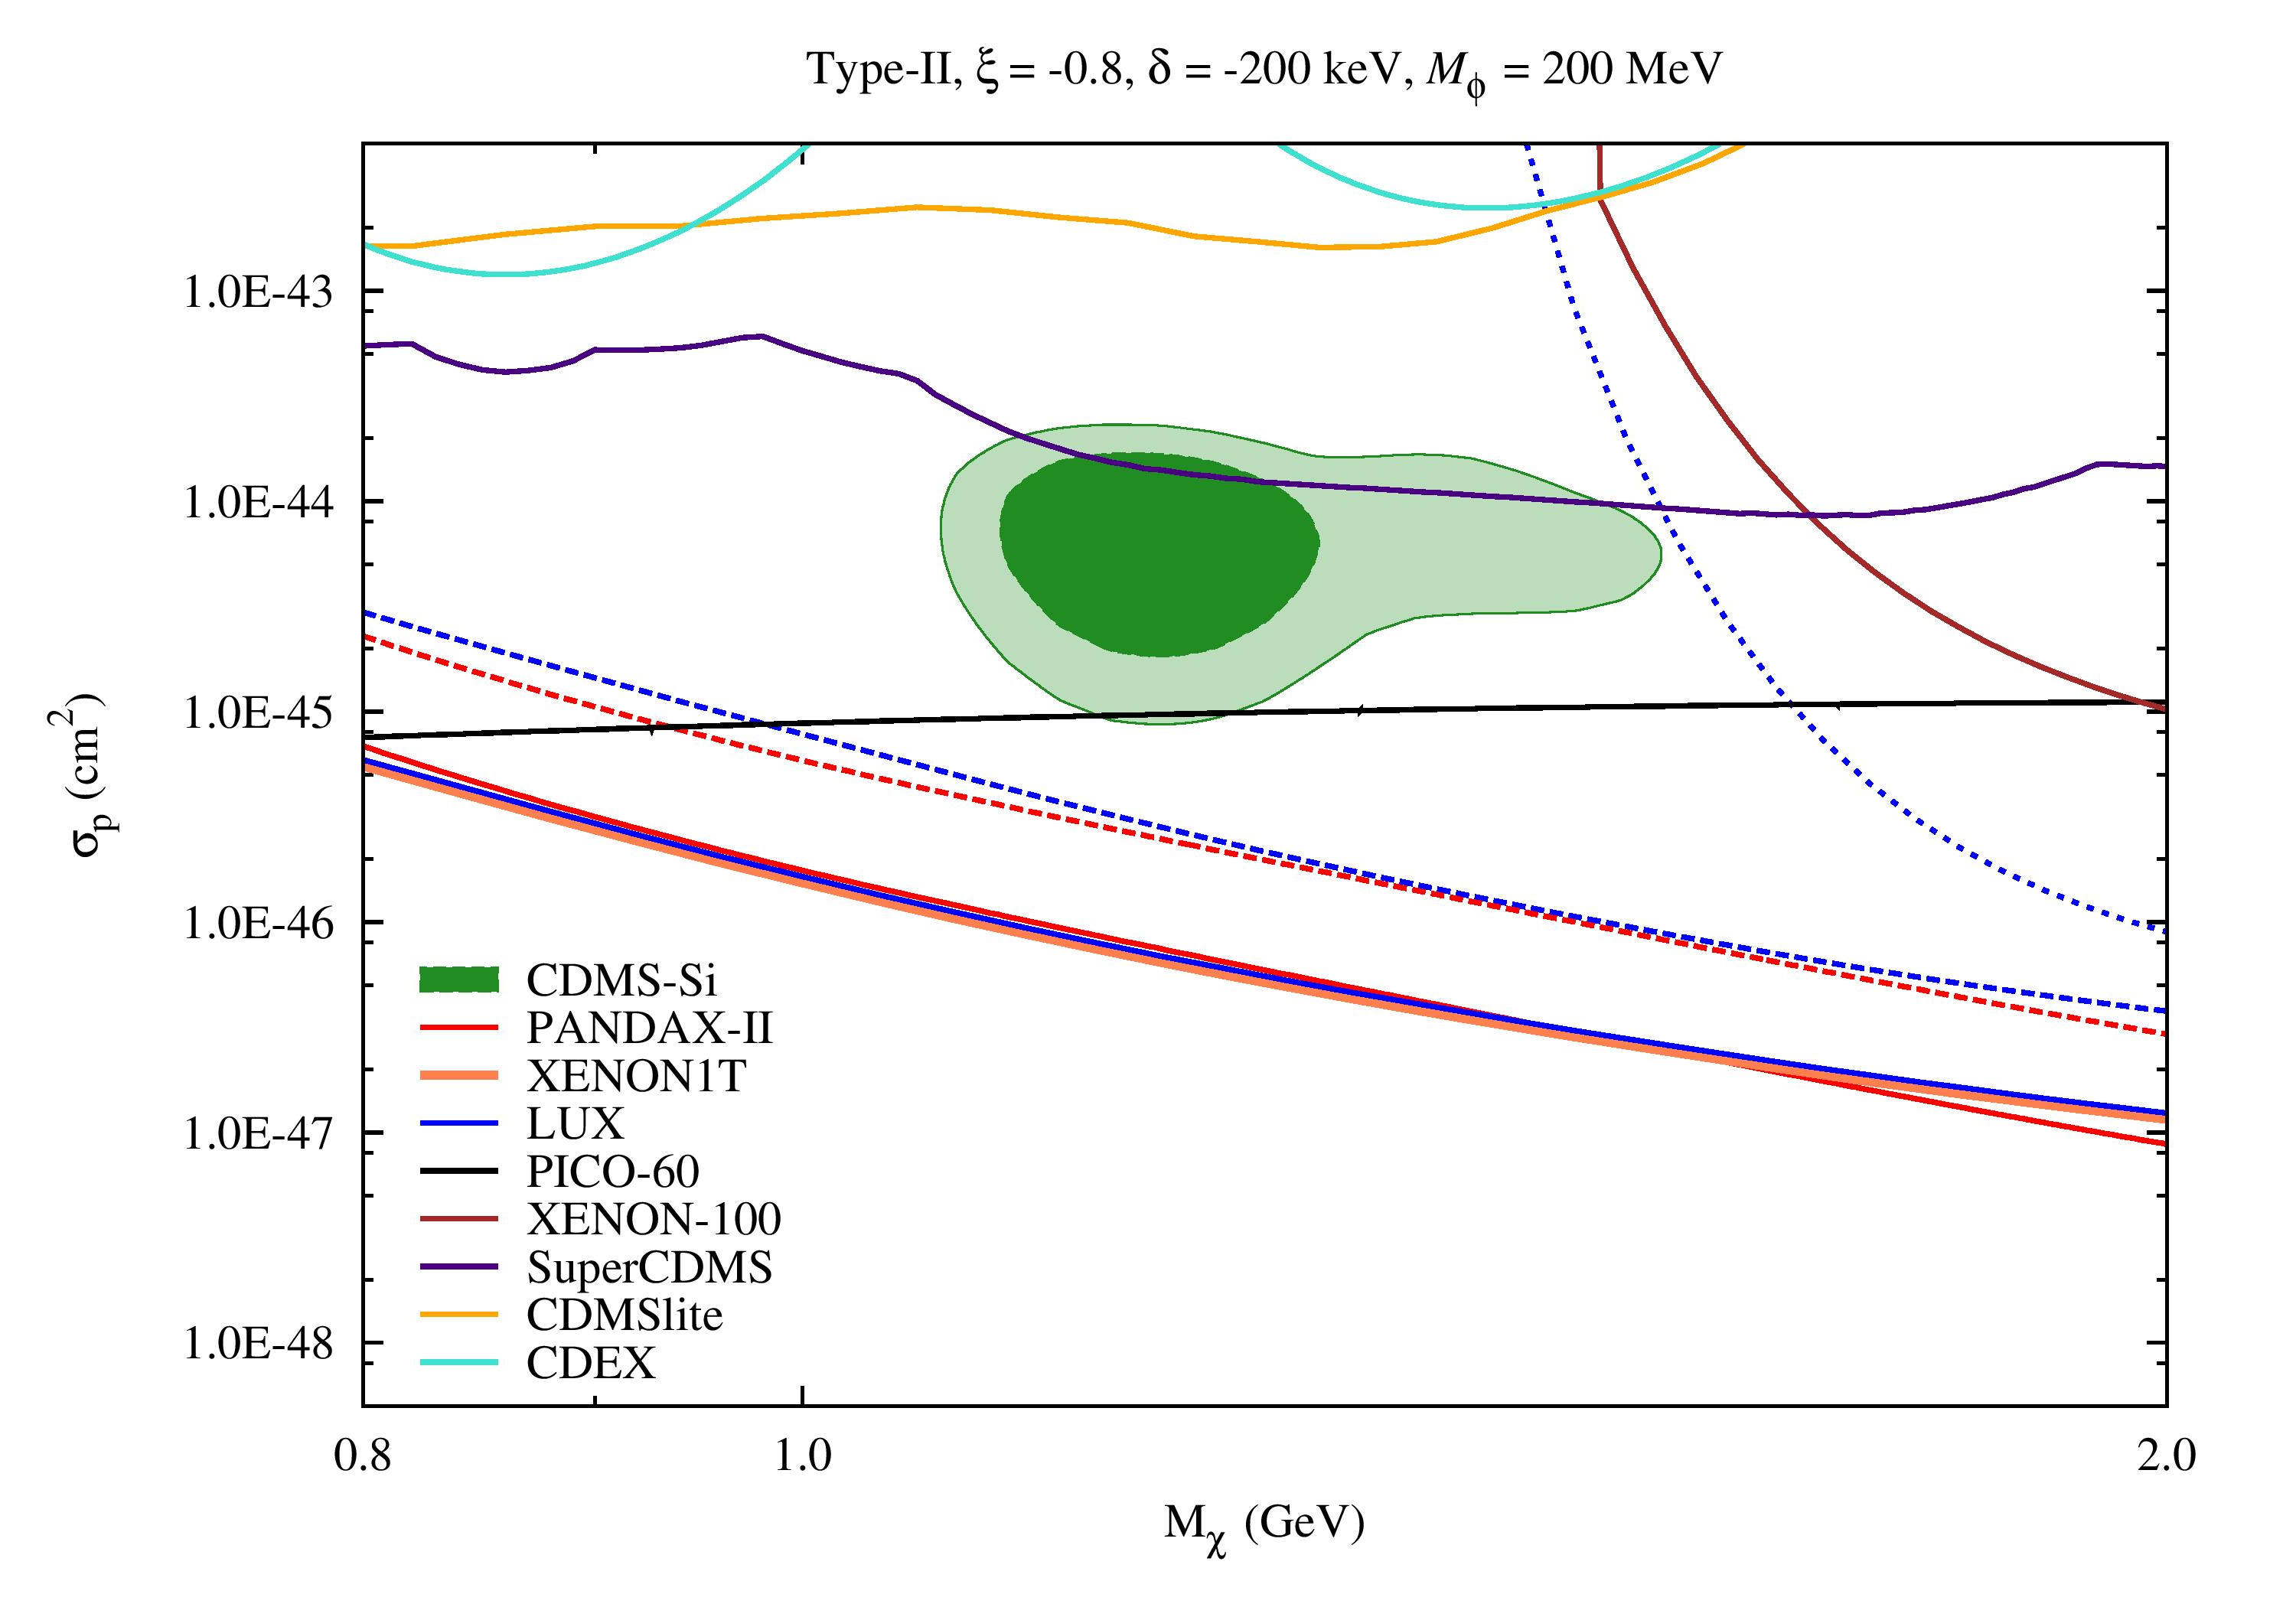 Type-II, ξ = -0.8, δ = -200 keV, Mϕ = 200 MeV
1.0E-43
1.0E-44
1.0E-45
1.0E-46
1.0E-47
1.0E-48
σp (cm²)
CDMS-Si
PANDAX-II
XENON1T
LUX
PICO-60
XENON-100
SuperCDMS
CDMSlite
CDEX
0.8 1.0 2.0
Mχ (GeV)